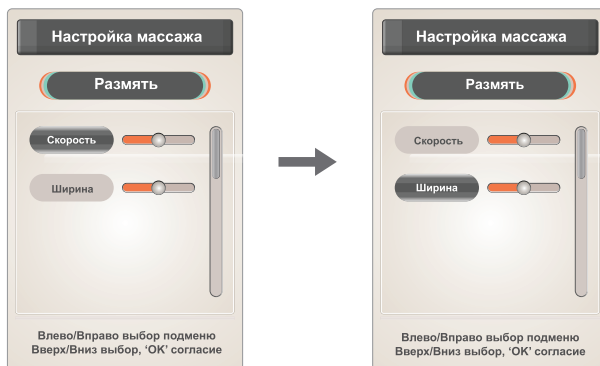 Настройка массажа
Размять
Скорость
Ширина
Влево/Вправо выбор подменю
Вверх/Вниз выбор, ‘OK’ согласие
Настройка массажа
Размять
Скорость
Ширина
Влево/Вправо выбор подменю
Вверх/Вниз выбор, ‘OK’ согласие